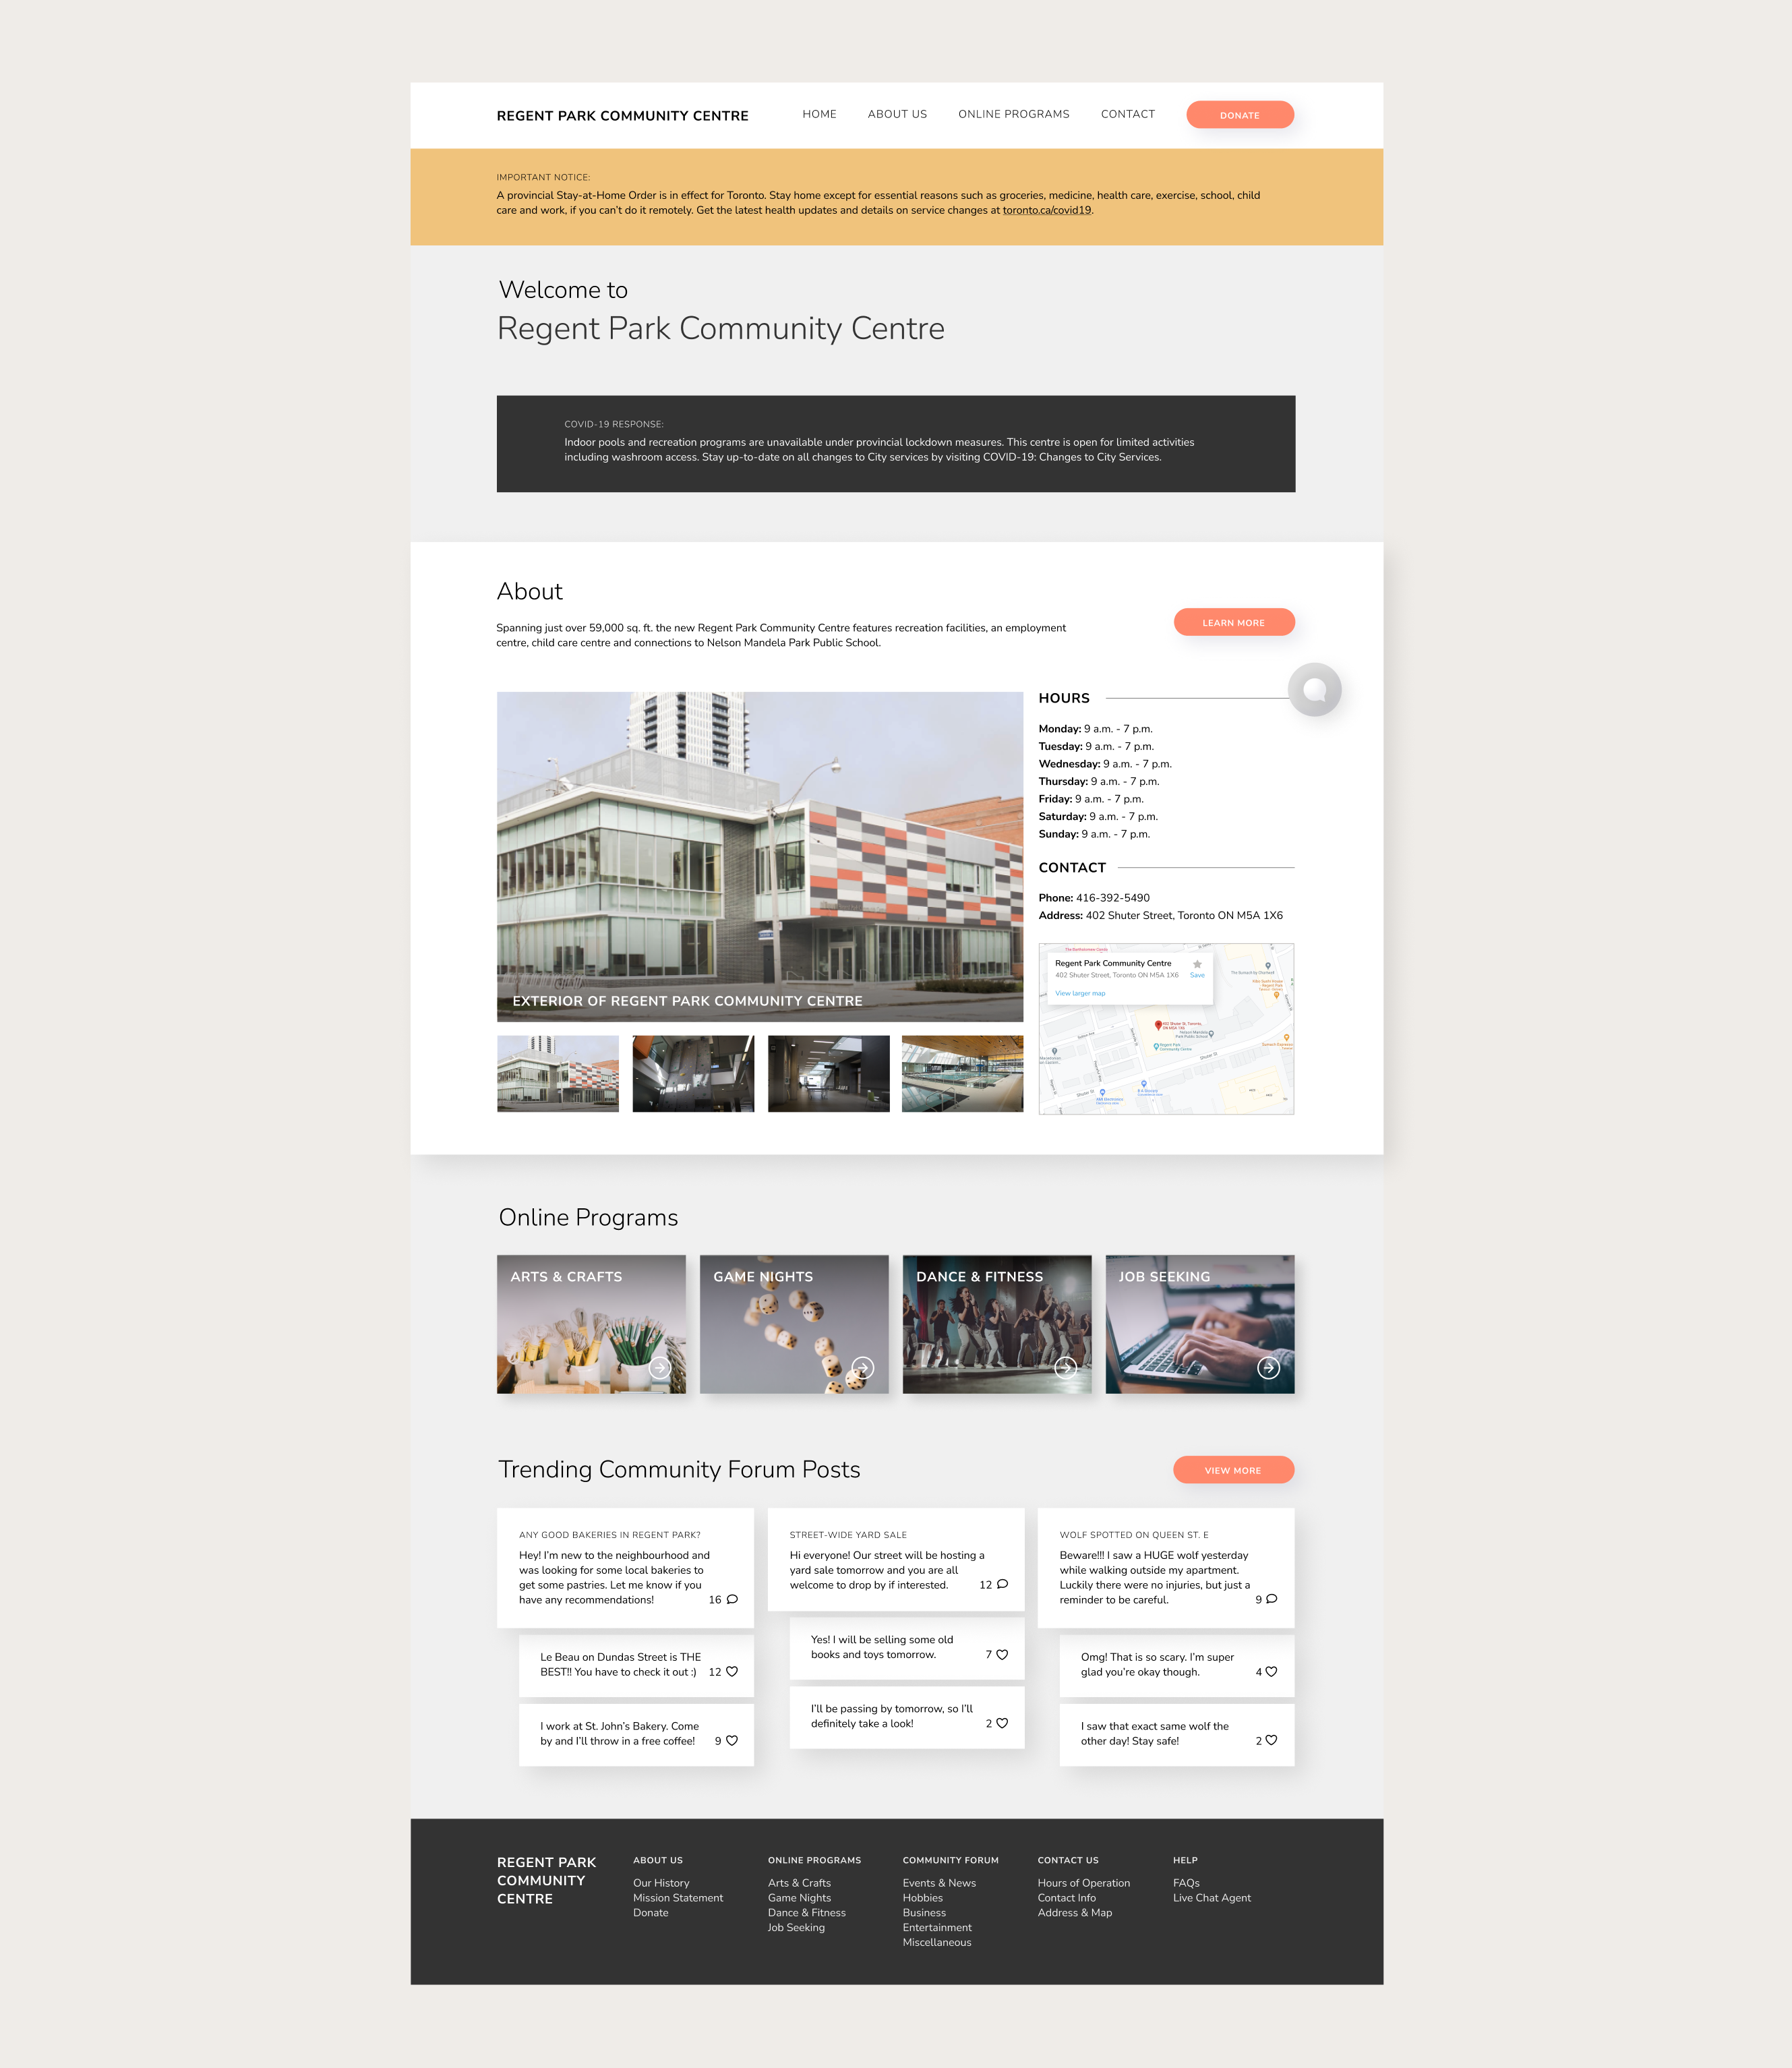 REGENT PARK COMMUNITY CENTRE
HOME
ABOUT US
ONLINE PROGRAMS
CONTACT
DONATE
IMPORTANT NOTICE:
A provincial Stay-at-Home Order is in effect for Toronto. Stay home except for essential reasons such as groceries, medicine, health care, exercise, school, child
care and work, if you can't do it remotely. Get the latest health updates and details on service changes at toronto.ca/covid19.
Welcome to
Regent Park Community Centre
COVID-19 RESPONSE:
Indoor pools and recreation programs are unavailable under provincial lockdown measures. This centre is open for limited activities
including washroom access. Stay up-to-date on all changes to City services by visiting COVID-19: Changes to City Services.
About
Spanning just over 59,000 sq. ft. the new Regent Park Community Centre features recreation facilities, an employment
centre, child care centre and connections to Nelson Mandela Park Public School.
LEARN MORE
EXTERIOR OF REGENT PARK COMMUNITY CENTRE
HOURS
Monday: 9 a.m. - 7 p.m.
Tuesday: 9 a.m. - 7 p.m.
Wednesday: 9 a.m. - 7 p.m.
Thursday: 9 a.m. - 7 p.m.
Friday: 9 a.m. - 7 p.m.
Saturday: 9 a.m. - 7 p.m.
Sunday: 9 a.m. - 7 p.m.
CONTACT
Phone: 416-392-5490
Address: 402 Shuter Street, Toronto ON M5A 1X6
Regent Park Community Centre
402 Shuter Street, Toronto ON M5A 1X6
Save
View larger map
402 Shuter St, Toronto,
ON M5A 1X6
Nelson Mandela
Park Public School
Regent Park
Community Centre
Shuter St
Shuter St
Online Programs
ARTS & CRAFTS
GAME NIGHTS
DANCE & FITNESS
JOB SEEKING
Trending Community Forum Posts
VIEW MORE
ANY GOOD BAKERIES IN REGENT PARK?
Hey! I'm new to the neighbourhood and
was looking for some local bakeries to
get some pastries. Let me know if you
have any recommendations!
16
Le Beau on Dundas Street is THE
BEST!! You have to check it out :)
12
I work at St. John's Bakery. Come
by and I'll throw in a free coffee!
9
STREET-WIDE YARD SALE
Hi everyone! Our street will be hosting a
yard sale tomorrow and you are all
welcome to drop by if interested.
12
Yes! I will be selling some old
books and toys tomorrow.
7
I'll be passing by tomorrow, so I'll
definitely take a look!
2
WOLF SPOTTED ON QUEEN ST. E
Beware!!! I saw a HUGE wolf yesterday
while walking outside my apartment.
Luckily there were no injuries, but just a
reminder to be careful.
9
Omg! That is so scary. I'm super
glad you're okay though.
4
I saw that exact same wolf the
other day! Stay safe!
2
REGENT PARK
COMMUNITY
CENTRE
ABOUT US
Our History
Mission Statement
Donate
ONLINE PROGRAMS
Arts & Crafts
Game Nights
Dance & Fitness
Job Seeking
COMMUNITY FORUM
Events & News
Hobbies
Business
Entertainment
Miscellaneous
CONTACT US
Hours of Operation
Contact Info
Address & Map
HELP
FAQs
Live Chat Agent